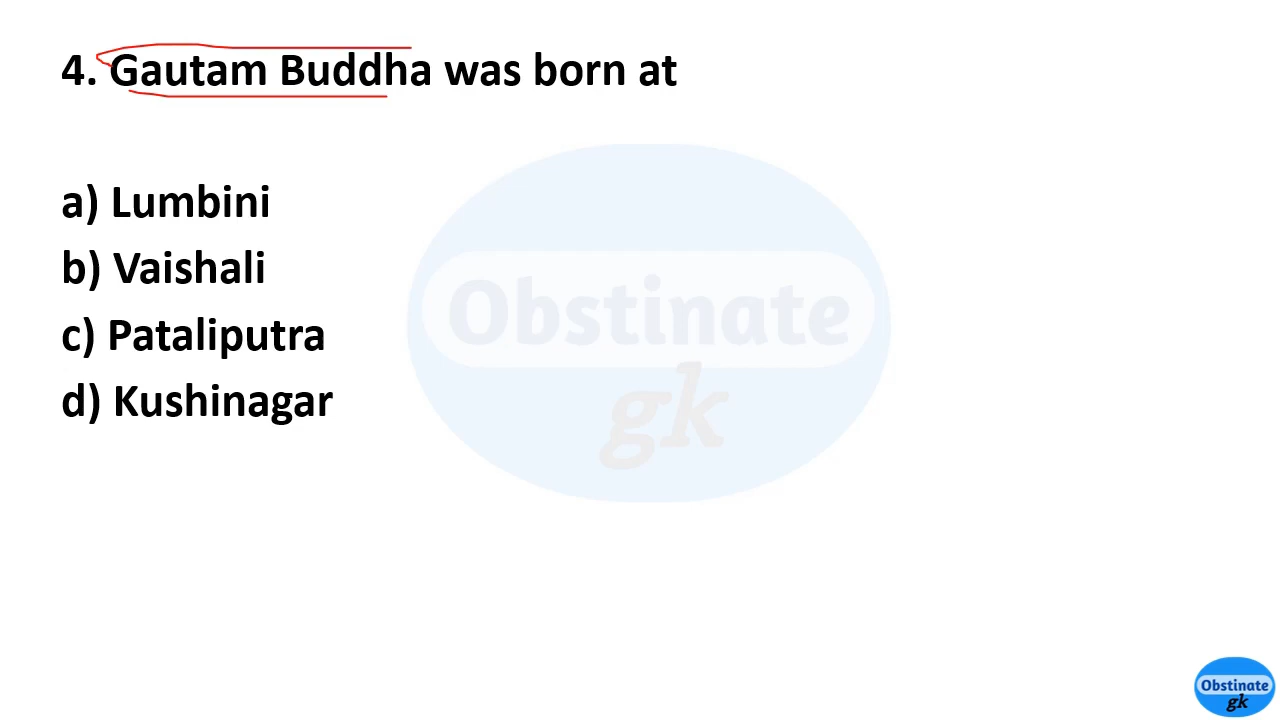 4. Gautam Buddha was born at
a) Lumbini
b) Vaishali
c) Pataliputra
d) Kushinagar
Obstinate
gk
Obstinate
gk